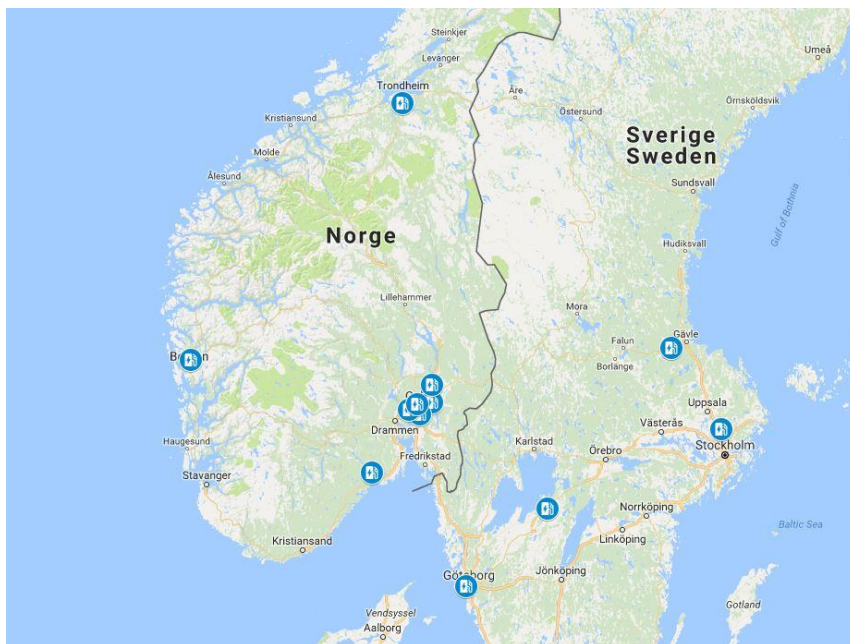 Steinkjer
Umeå
Levanger
Trondheim
Åre
Örnsköldsvik
Östersund
Kristiansund
Sverige
Sweden
Molde
Ålesund
Sundsvall
Gulf of Bothnia
Norge
Hudiksvall
Lillehammer
Mora
Gävle
Falun
Borlänge
Uppsala
Drammen
Västerås
Karlstad
Stockholm
Haugesund
Örebro
Fredrikstad
Stavanger
Norrköping
Baltic Sea
Linköping
Kristiansand
Göteborg
Jönköping
Gotland
Vendsyssel
Aalborg